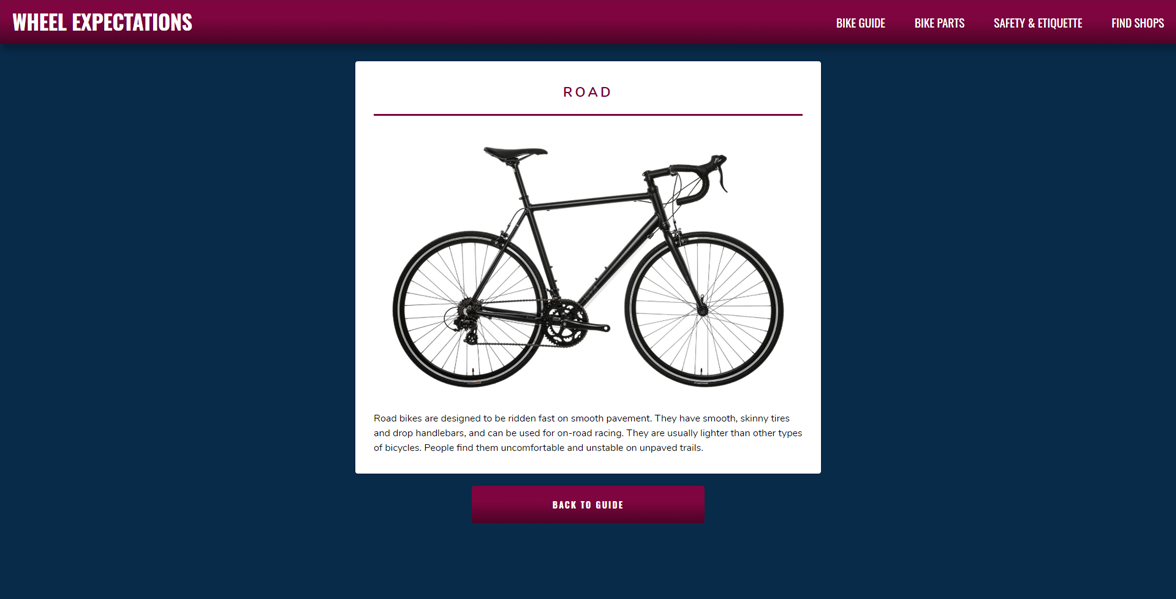 WHEEL EXPECTATIONS
BIKE GUIDE
BIKE PARTS
SAFETY & ETIQUETTE
FIND SHOPS
ROAD
Road bikes are designed to be ridden fast on smooth pavement. They have smooth, skinny tires
and drop handlebars, and can be used for on-road racing. They are usually lighter than other types
of bicycles. People find them uncomfortable and unstable on unpaved trails.
BACK TO GUIDE